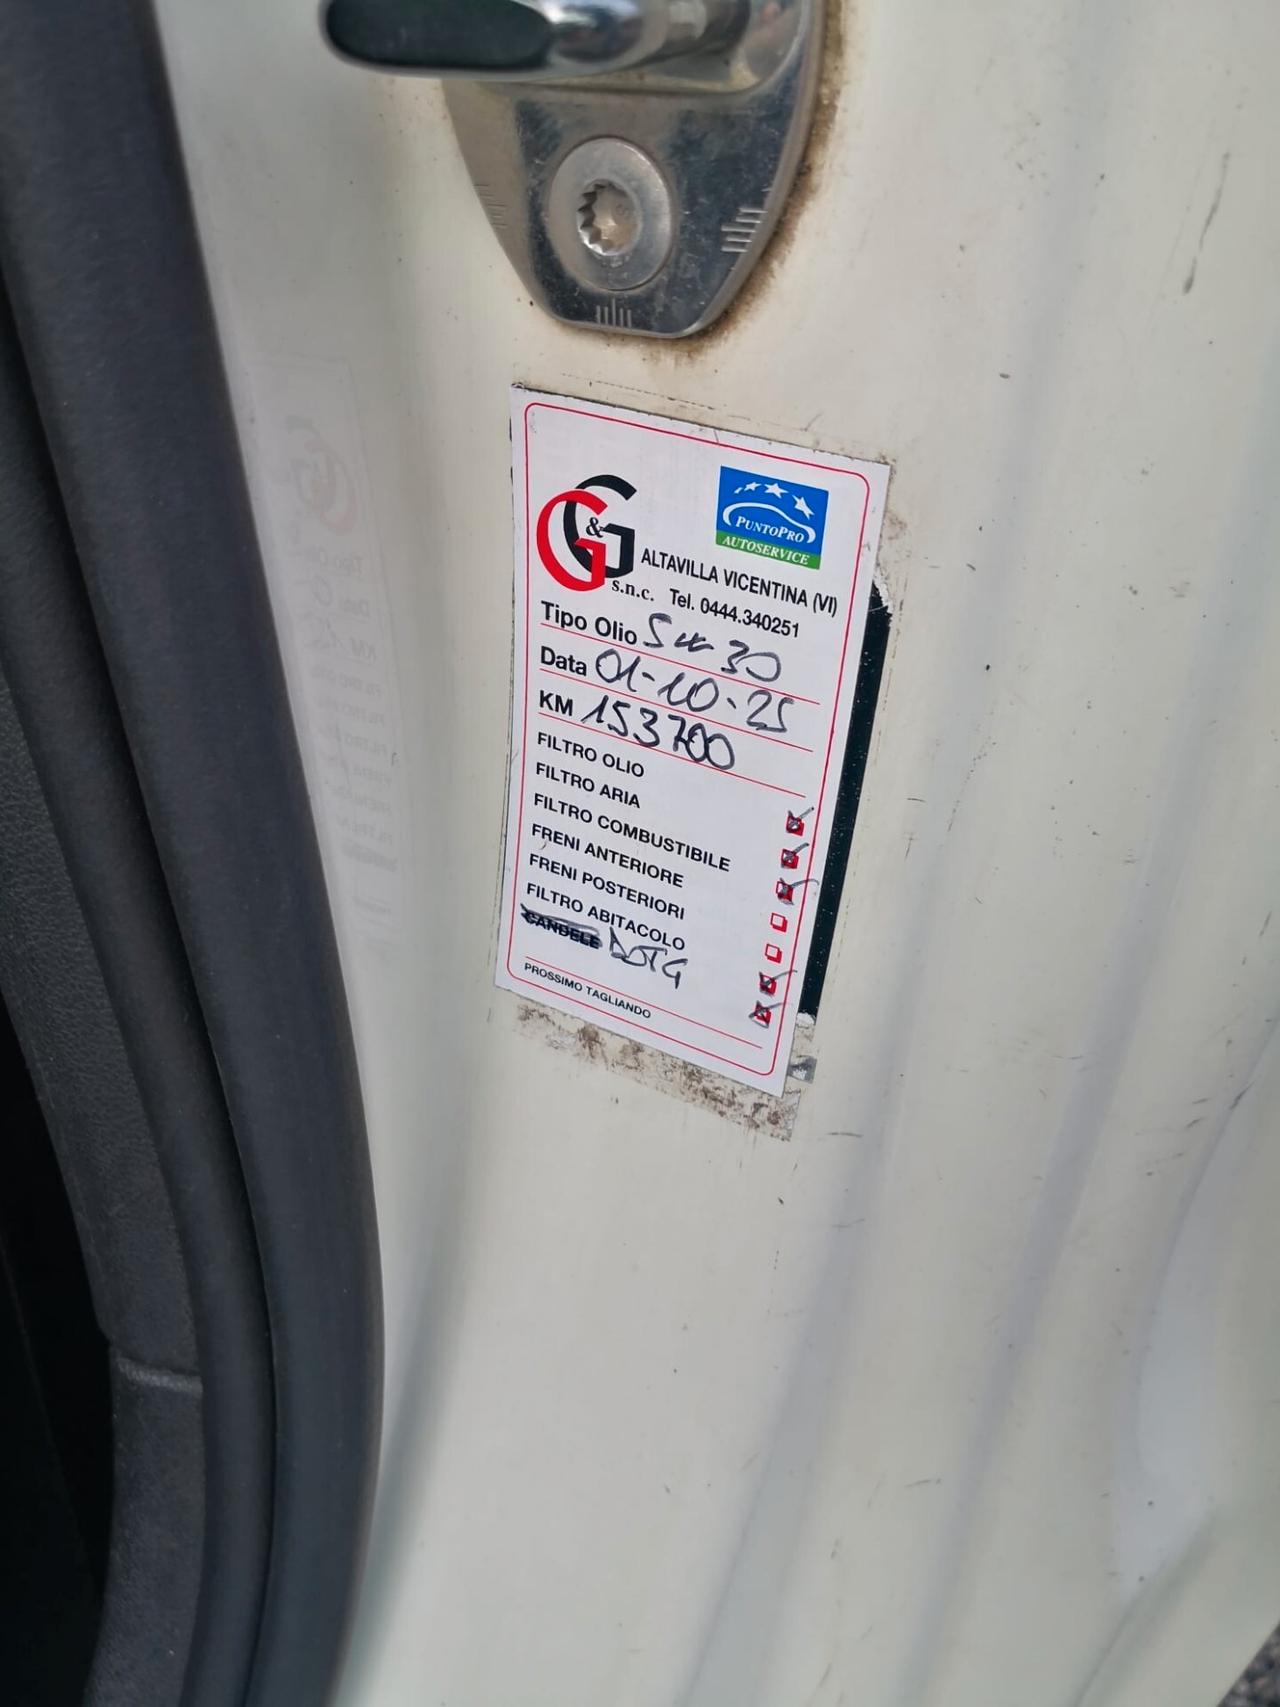 G&G s.n.c.
PUNTOPRO
AUTOSERVICE
ALTAVILLA VICENTINA (VI)
Tel. 0444.340251
Tipo Olio 5W30
Data 01-10-25
KM 153700
FILTRO OLIO
FILTRO ARIA
FILTRO COMBUSTIBILE
FRENI ANTERIORE
FRENI POSTERIORI
FILTRO ABITACOLO
CANDELE DOT4
PROSSIMO TAGLIANDO